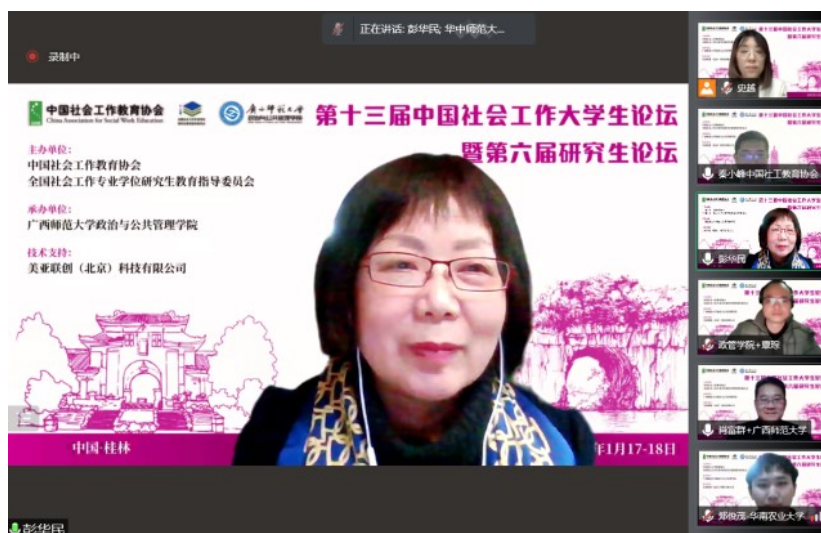 正在讲话: 彭华民; 华中师范大...
录制中
中国社会工作教育协会
China Association for Social Work Education
第十三届中国社会工作大学生论坛
暨第六届研究生论坛
主办单位:
中国社会工作教育协会
全国社会工作专业学位研究生教育指导委员会
承办单位:
广西师范大学政治与公共管理学院
技术支持:
美亚联创（北京）科技有限公司
中国·桂林
年1月17-18日
彭华民
史越
秦小峰中国社工教育协会
彭华民
政管学院+覃琛
肖富群+广西师范大学
郑俊茂-华南农业大学